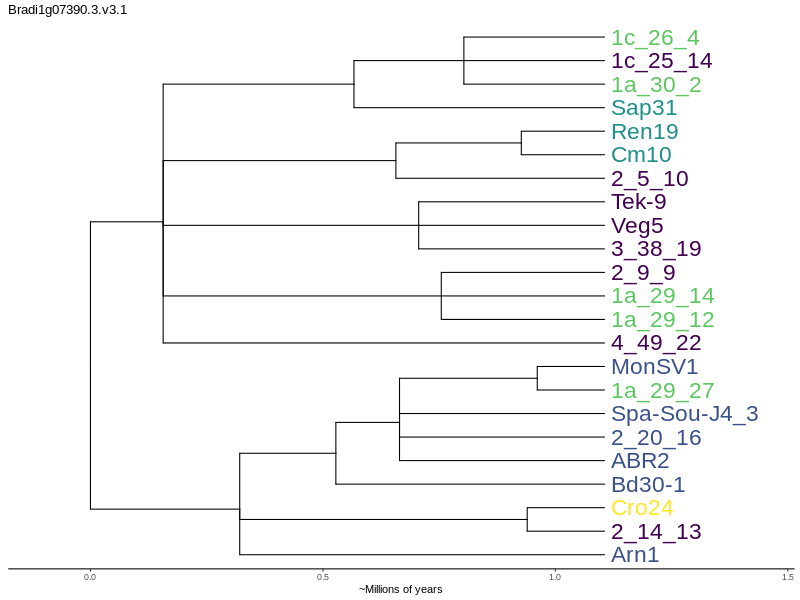 Bradi1g07390.3.v3.1
1c_26_4
1c_25_14
1a_30_2
Sap31
Ren19
Cm10
2_5_10
Tek-9
Veg5
3_38_19
2_9_9
1a_29_14
1a_29_12
4_49_22
MonSV1
1a_29_27
Spa-Sou-J4_3
2_20_16
ABR2
Bd30-1
Cro24
2_14_13
Arn1
0.0 0.5 1.0 1.5
~Millions of years